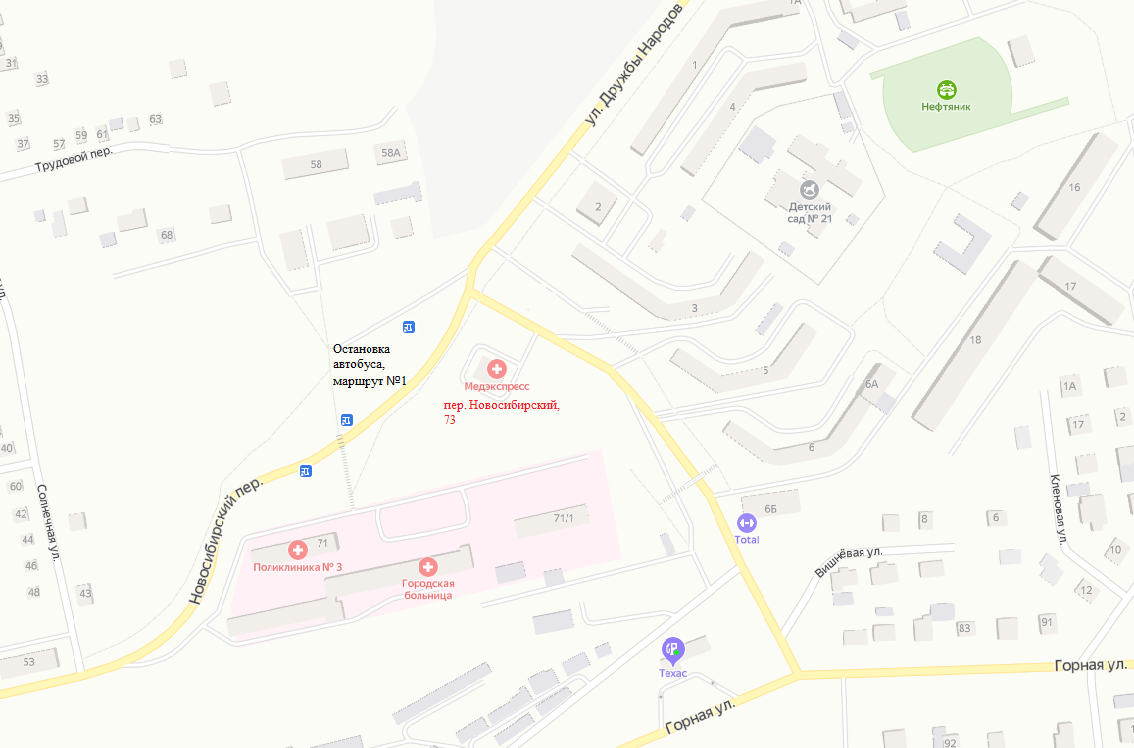 1А
ул. Дружбы Народов
31
33
1
4
Нефтяник
35
37
57
59
61
63
Трудовой пер.
58
58А
16
Детский
сад № 21
2
68
17
3
18
Остановка
автобуса,
маршрут №1
Медэкспресс
пер. Новосибирский,
73
5
6А
1А
17
2
6
40
60
42
44
46
48
43
Солнечная ул.
Новосибирский пер.
71/1
71
Поликлиника № 3
Городская
больница
6Б
Total
8
6
Кленовая ул.
10
12
Вишнёвая ул.
83
91
53
Техас
Горная ул.
Горная ул.
92